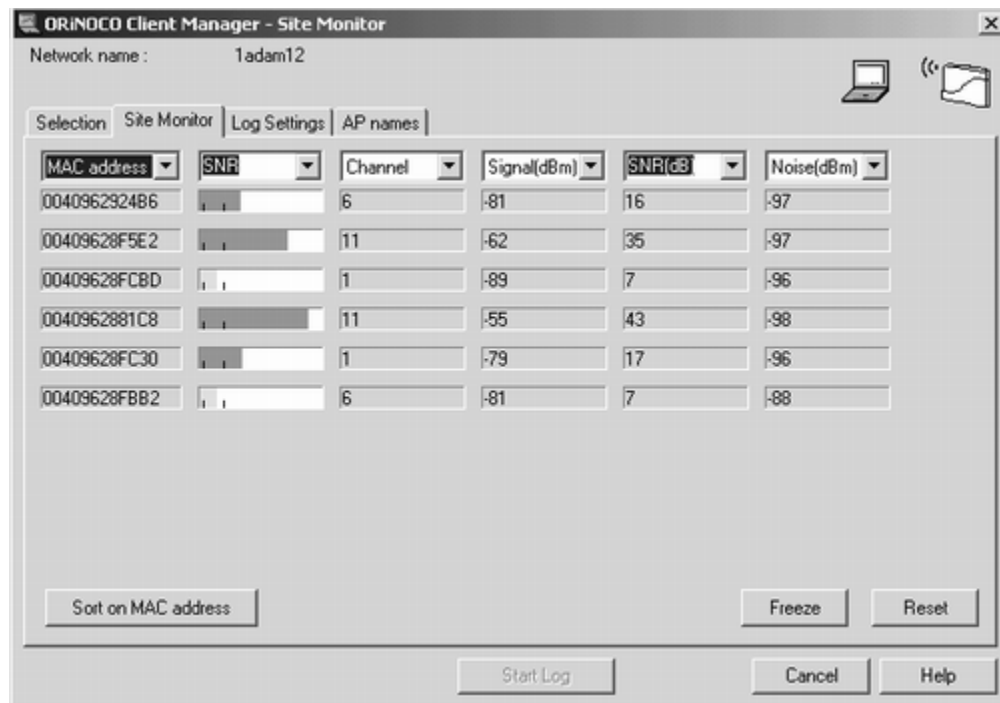 ORiNOCO Client Manager - Site Monitor
Network name : 1adam12
Selection Site Monitor Log Settings AP names
MAC address SNR Channel Signal(dBm) SNR(dB) Noise(dBm)
0040962924B6 6 -81 16 -97
00409628F5E2 11 -62 35 -97
00409628FCBD 1 -89 7 -96
0040962881C8 11 -55 43 -98
00409628FC30 1 -79 17 -96
00409628FBB2 6 -81 7 -88
Sort on MAC address Freeze Reset
Start Log Cancel Help